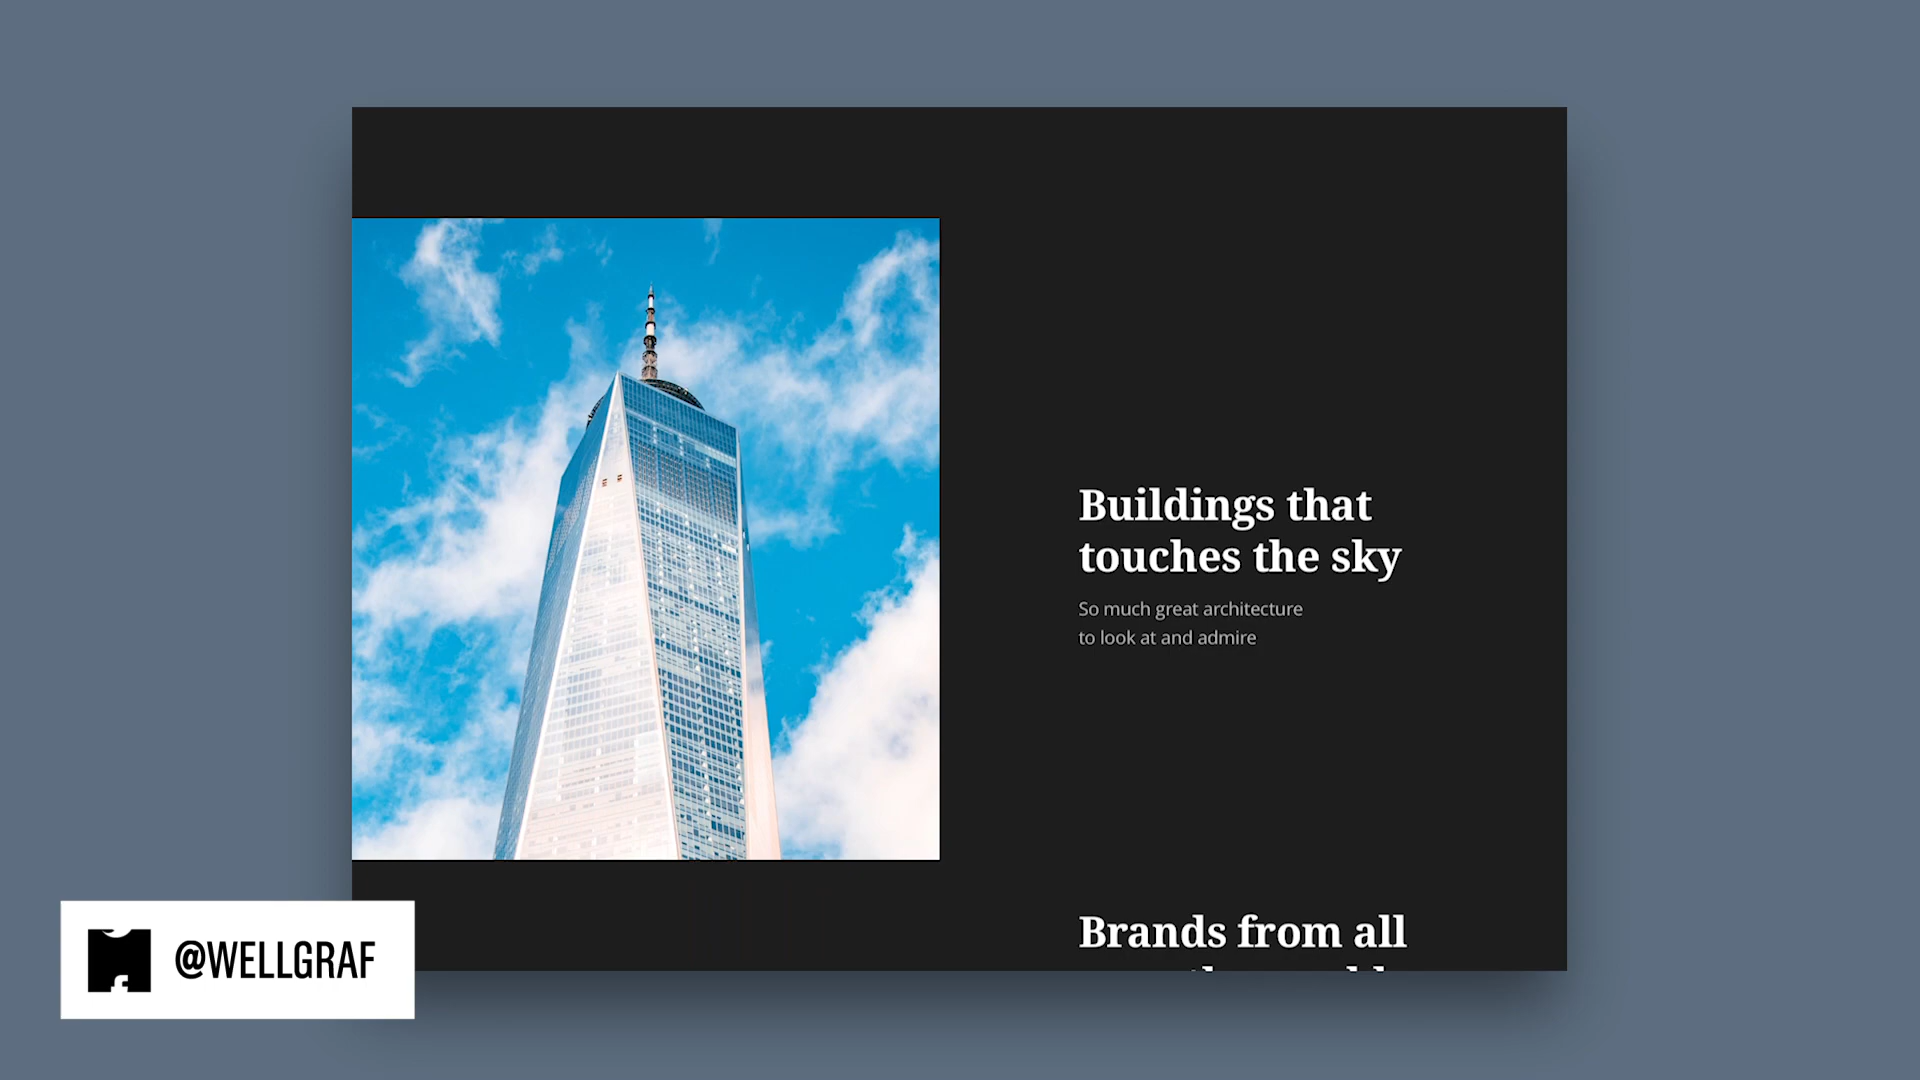 Buildings that
touches the sky
So much great architecture
to look at and admire
Brands from all
@WELLGRAF